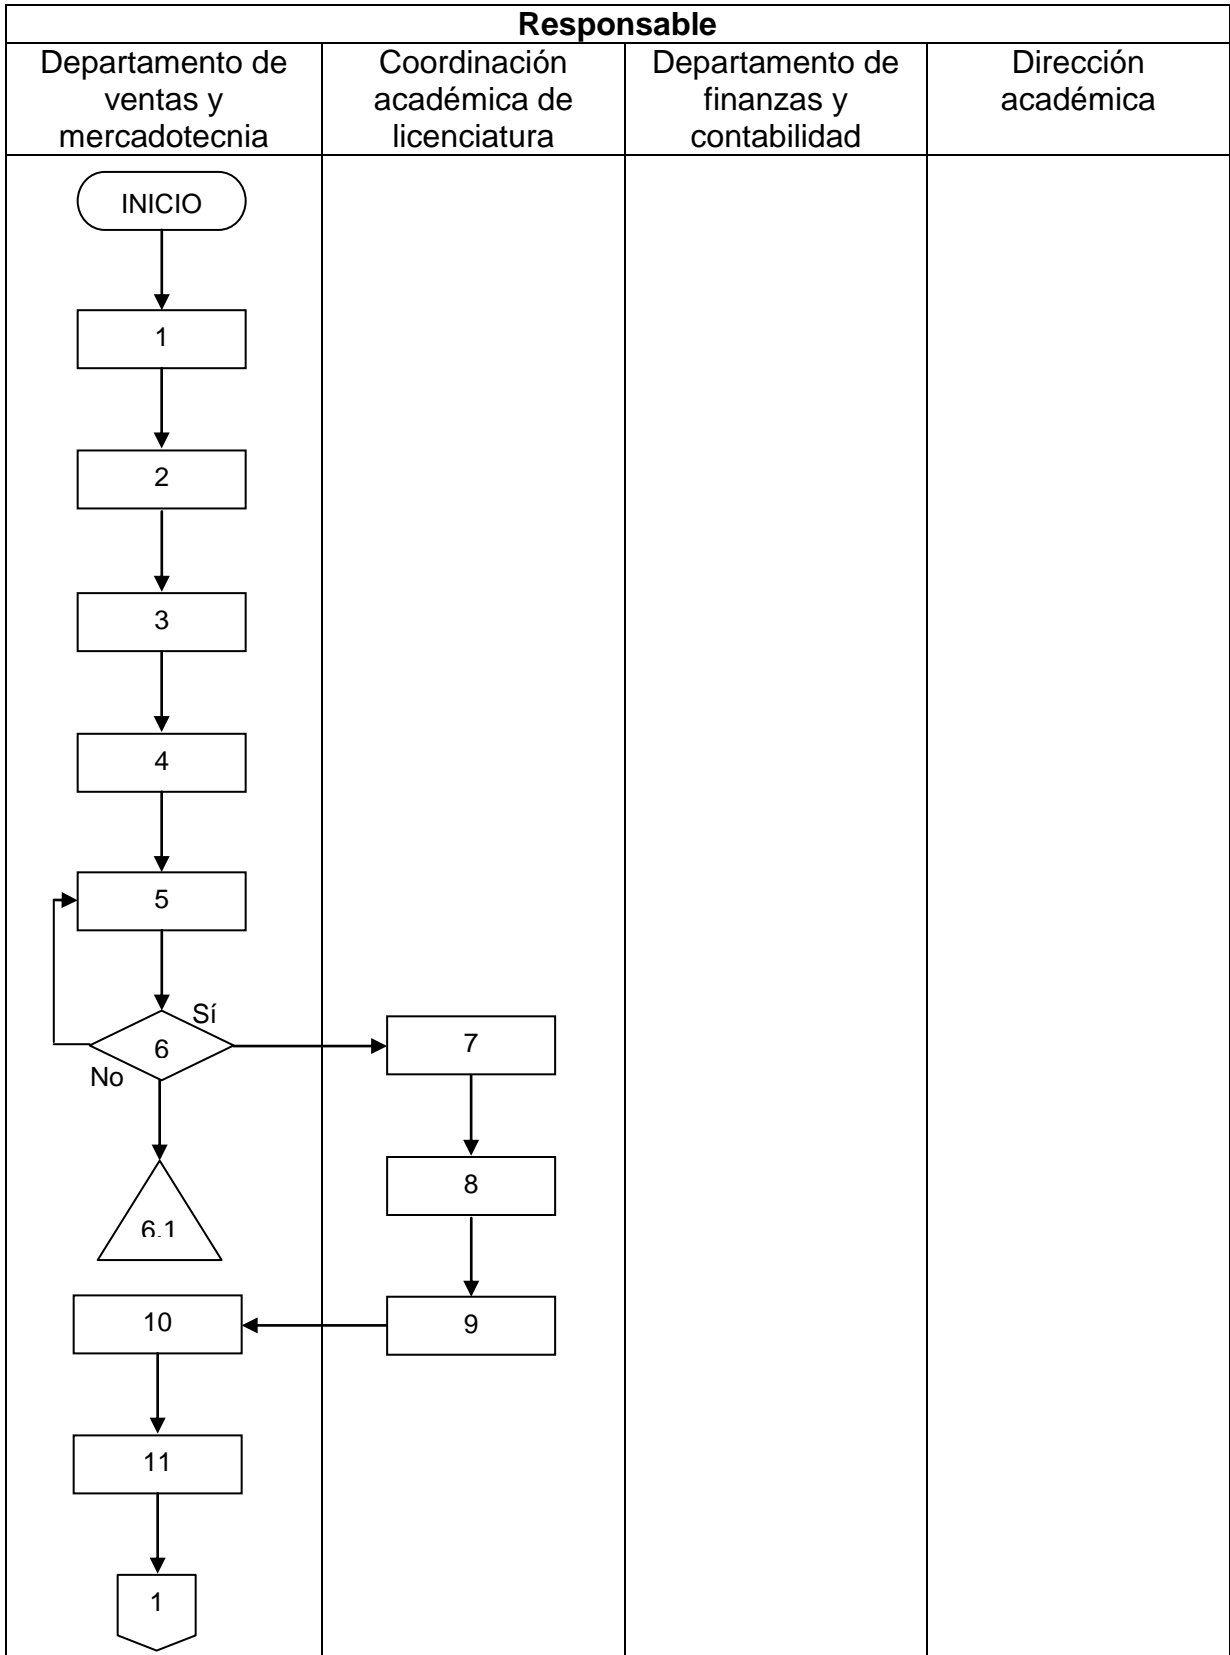 Responsable
Departamento de
ventas y
mercadotecnia
Coordinación
académica de
licenciatura
Departamento de
finanzas y
contabilidad
Dirección
académica
INICIO
1
2
3
4
5
Sí
6
No
7
8
6.1
9
10
11
1